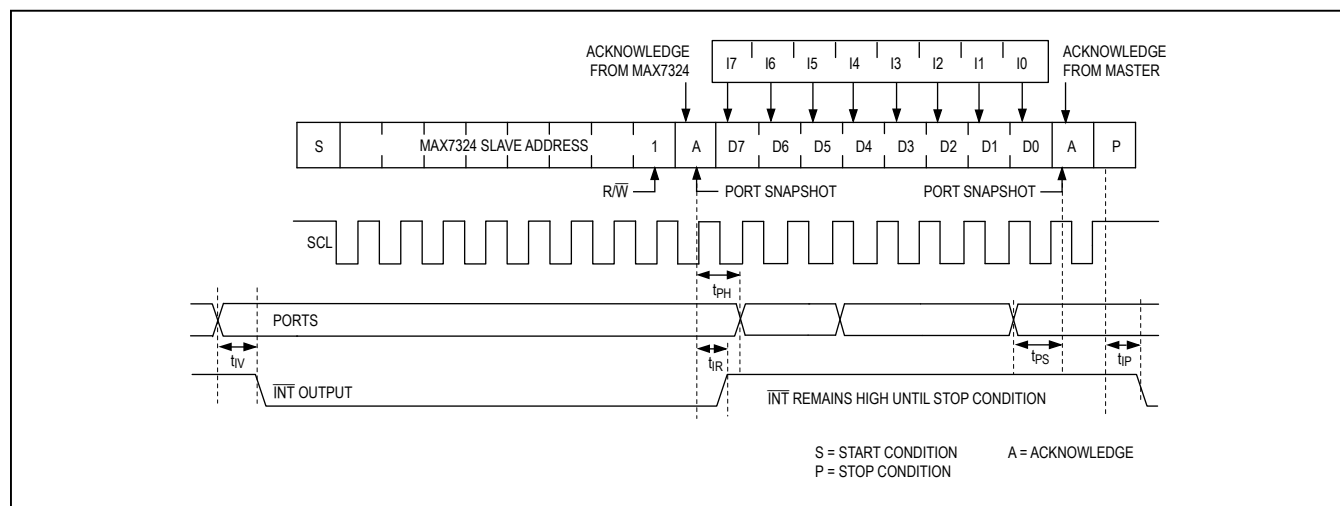 ACKNOWLEDGE
FROM MAX7324
I7 I6 I5 I4 I3 I2 I1 I0
ACKNOWLEDGE
FROM MASTER
S MAX7324 SLAVE ADDRESS 1 A D7 D6 D5 D4 D3 D2 D1 D0 A P
R/W̅ PORT SNAPSHOT PORT SNAPSHOT
SCL
tPH
PORTS
tIV tIR tPS tIP
I̅N̅T̅ OUTPUT I̅N̅T̅ REMAINS HIGH UNTIL STOP CONDITION
S = START CONDITION A = ACKNOWLEDGE
P = STOP CONDITION